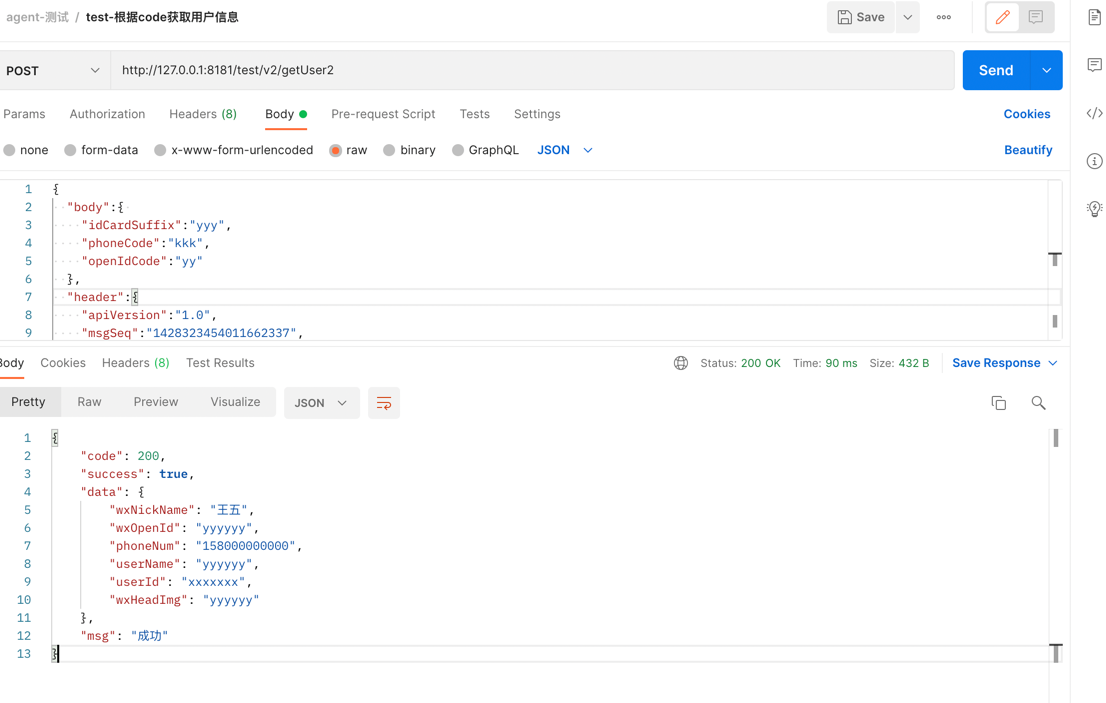 agent-测试 / test-根据code获取用户信息
Save
POST
http://127.0.0.1:8181/test/v2/getUser2
Send
Params Authorization Headers (8) Body Pre-request Script Tests Settings Cookies
none form-data x-www-form-urlencoded raw binary GraphQL JSON Beautify
1 {
2 "body":{
3 "idCardSuffix":"yyy",
4 "phoneCode":"kkk",
5 "openIdCode":"yy"
6 },
7 "header":{
8 "apiVersion":"1.0",
9 "msgSeq":"1428323454011662337",
Body Cookies Headers (8) Test Results Status: 200 OK Time: 90 ms Size: 432 B Save Response
Pretty Raw Preview Visualize JSON
1 {
2 "code": 200,
3 "success": true,
4 "data": {
5 "wxNickName": "王五",
6 "wxOpenId": "yyyyyy",
7 "phoneNum": "158000000000",
8 "userName": "yyyyyy",
9 "userId": "xxxxxxx",
10 "wxHeadImg": "yyyyyy"
11 },
12 "msg": "成功"
13 }